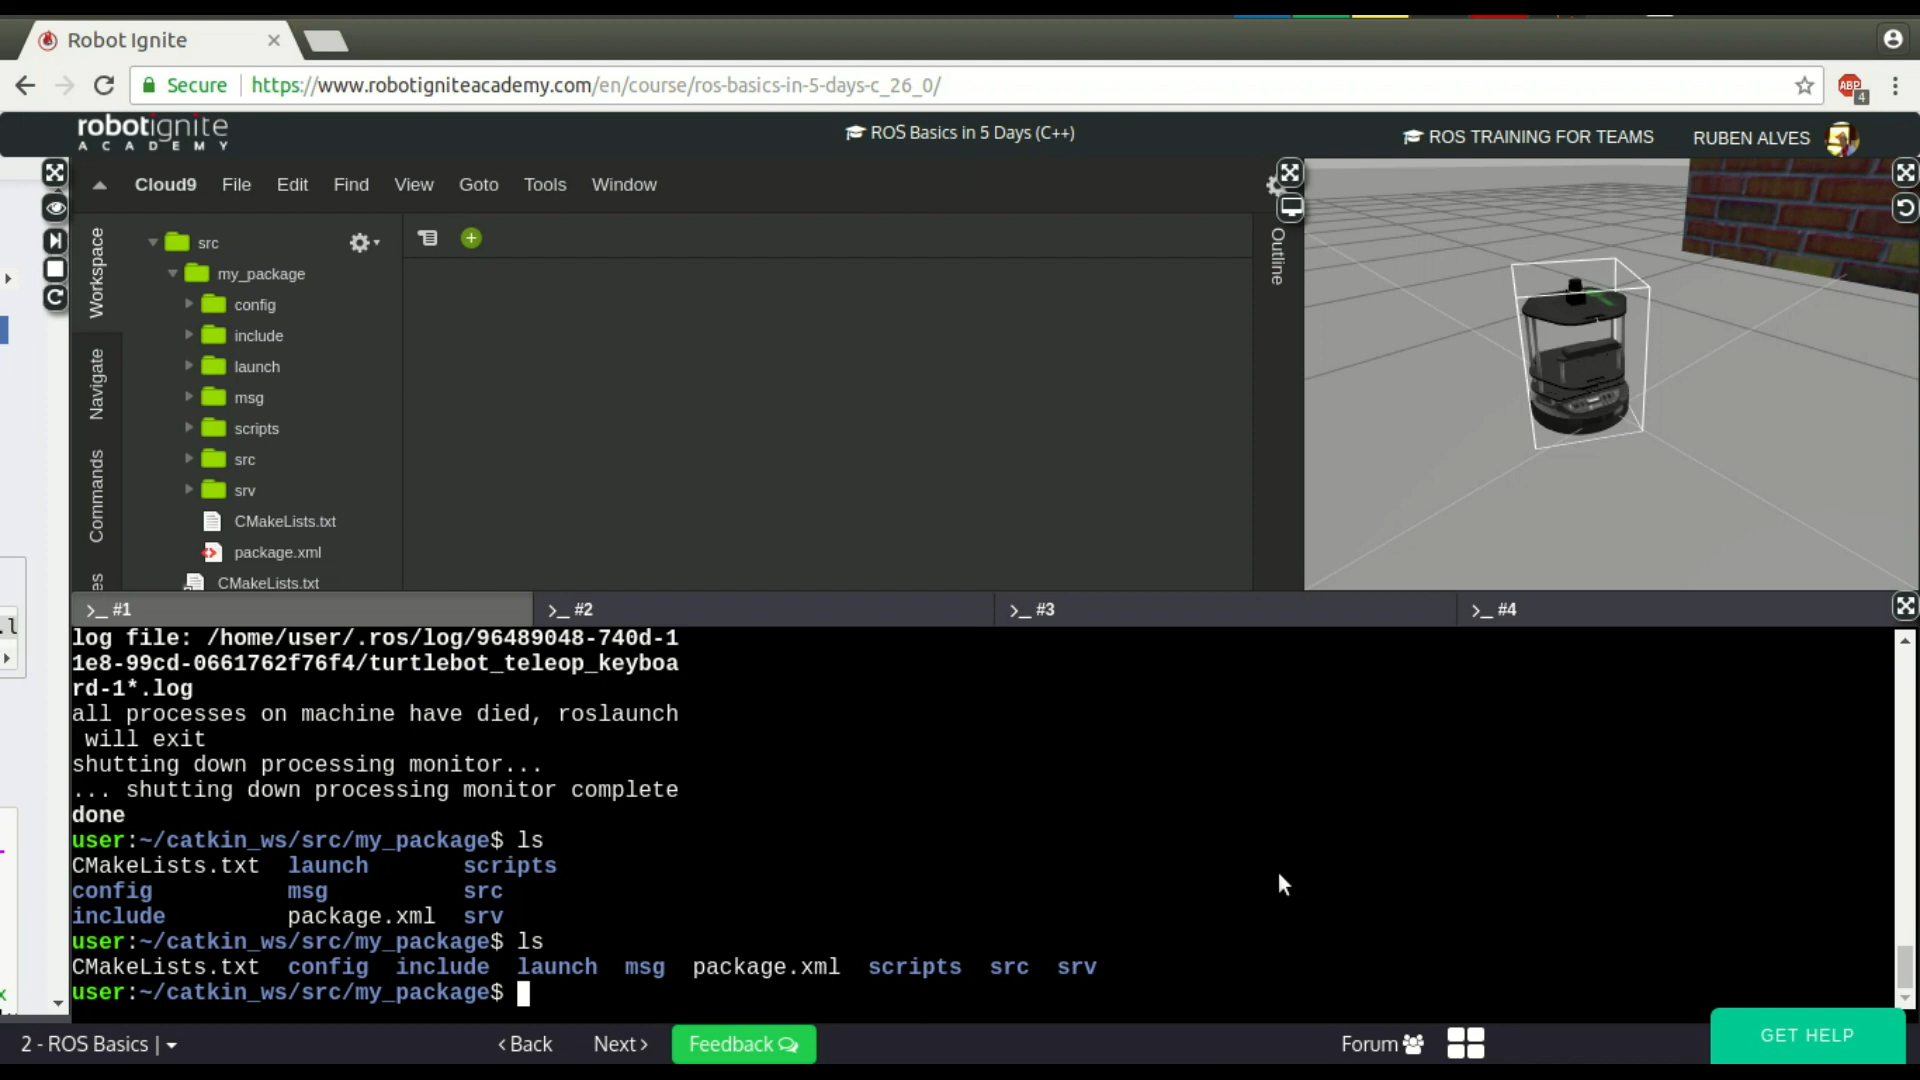 Robot Ignite
Secure
https://www.robotigniteacademy.com/en/course/ros-basics-in-5-days-c_26_0/
ABP
4
robotignite
ACADEMY
ROS Basics in 5 Days (C++)
ROS TRAINING FOR TEAMS
RUBEN ALVES
Cloud9 File Edit Find View Goto Tools Window
Workspace
Navigate
Commands
es
Outline
src
my_package
config
include
launch
msg
scripts
src
srv
CMakeLists.txt
package.xml
CMakeLists.txt
.l
>_ #1
>_ #2
>_ #3
>_ #4
log file: /home/user/.ros/log/96489048-740d-1
1e8-99cd-0661762f76f4/turtlebot_teleop_keyboa
rd-1*.log
all processes on machine have died, roslaunch
will exit
shutting down processing monitor...
... shutting down processing monitor complete
done
user:~/catkin_ws/src/my_package$ ls
CMakeLists.txt launch scripts
config msg src
include package.xml srv
user:~/catkin_ws/src/my_package$ ls
CMakeLists.txt config include launch msg package.xml scripts src srv
user:~/catkin_ws/src/my_package$
x
2 - ROS Basics |
< Back
Next >
Feedback
Forum
GET HELP